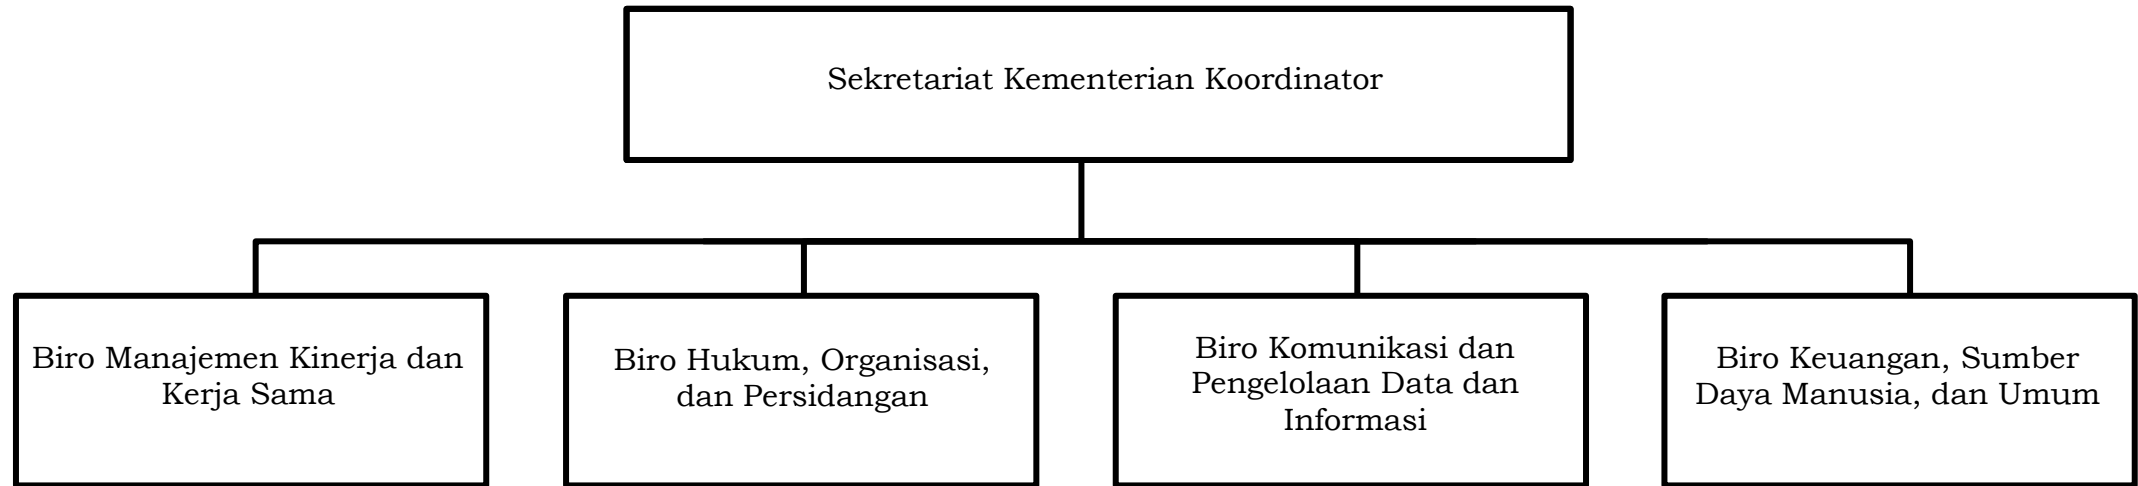 Sekretariat Kementerian Koordinator
Biro Manajemen Kinerja dan
Kerja Sama
Biro Hukum, Organisasi,
dan Persidangan
Biro Komunikasi dan
Pengelolaan Data dan
Informasi
Biro Keuangan, Sumber
Daya Manusia, dan Umum